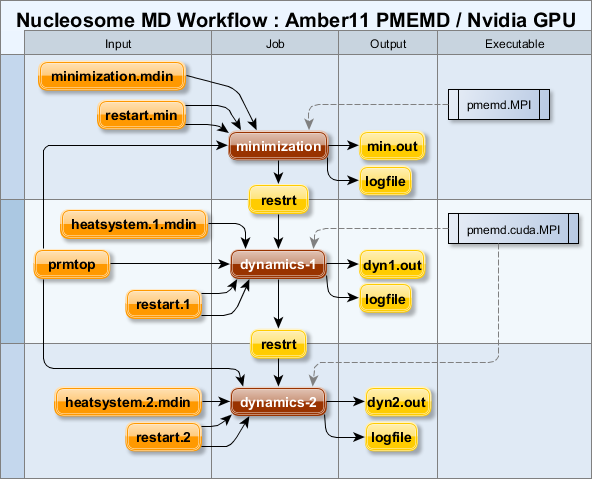 Nucleosome MD Workflow : Amber11 PMEMD / Nvidia GPU
Input
Job
Output
Executable
minimization.mdin
restart.min
pmemd.MPI
minimization
min.out
logfile
restrt
heatsystem.1.mdin
pmemd.cuda.MPI
prmtop
dynamics-1
dyn1.out
restart.1
logfile
restrt
heatsystem.2.mdin
dynamics-2
dyn2.out
restart.2
logfile